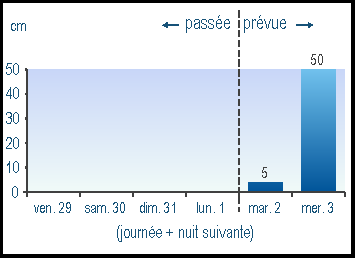 ← passée prévue →
cm
50
50
40
30
20
10
5
0
ven. 29 sam. 30 dim. 31 lun. 1 mar. 2 mer. 3
(journée + nuit suivante)